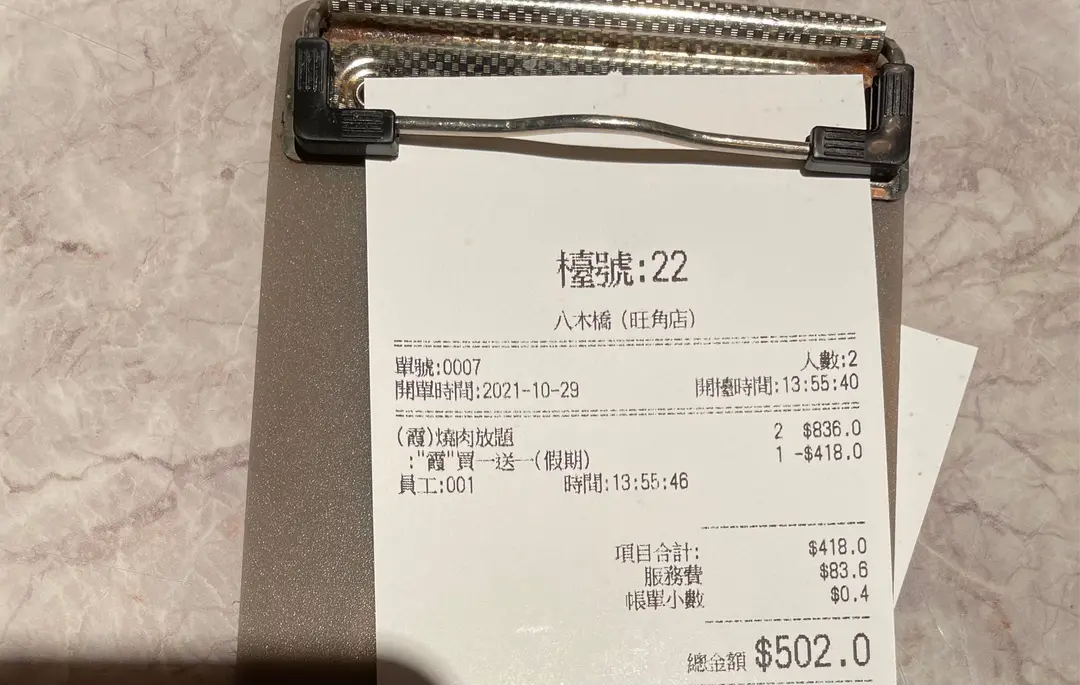 檯號:22
八木橋(旺角店)
單號:0007 人數:2
開單時間:2021-10-29 開檯時間:13:55:40
(霞)燒肉放題 2 $836.0
:"霞"買一送一(假期) 1 -$418.0
員工:001 時間:13:55:46
項目合計: $418.0
服務費 $83.6
帳單小數 $0.4
總金額 $502.0